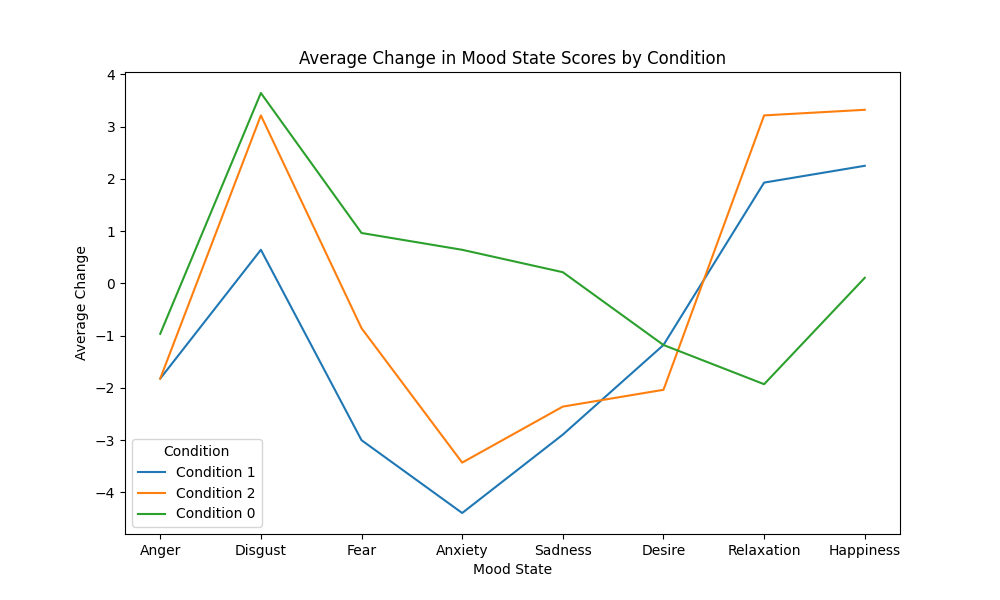 Average Change in Mood State Scores by Condition
4
3
2
1
0
−1
−2
−3
−4
Average Change
Condition
Condition 1
Condition 2
Condition 0
Anger Disgust Fear Anxiety Sadness Desire Relaxation Happiness
Mood State